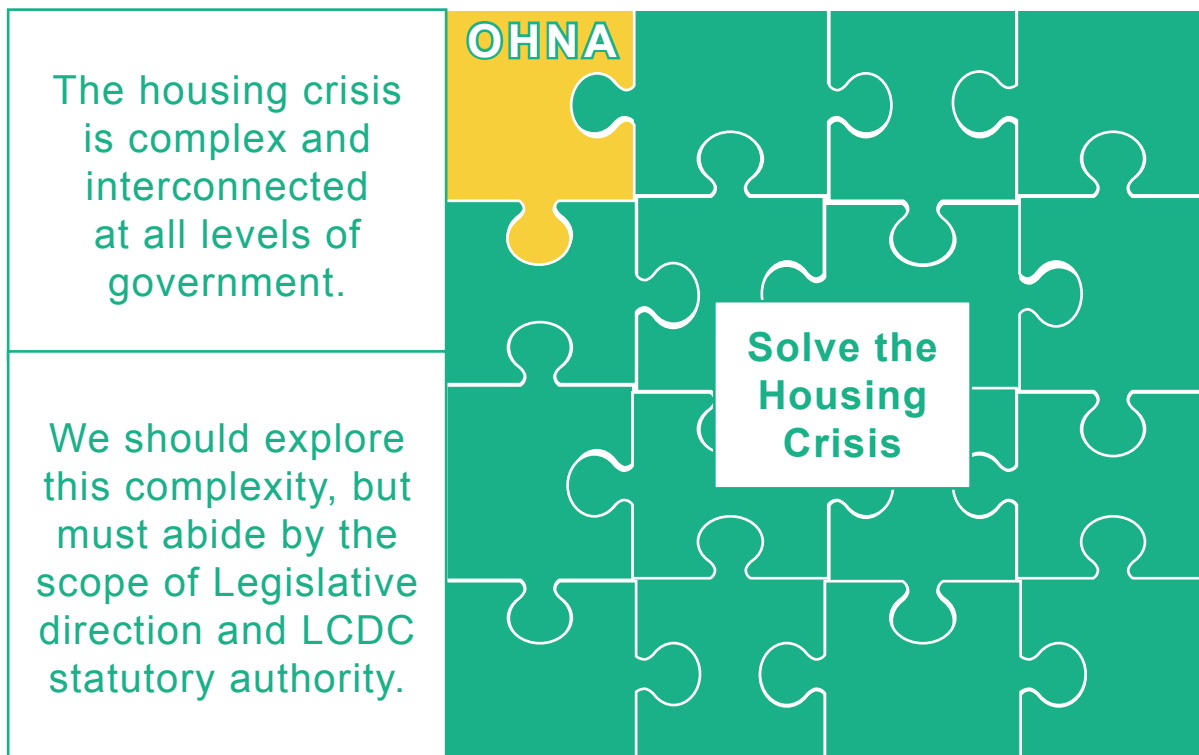 The housing crisis
is complex and
interconnected
at all levels of
government.
We should explore
this complexity, but
must abide by the
scope of Legislative
direction and LCDC
statutory authority.
OHNA
Solve the
Housing
Crisis